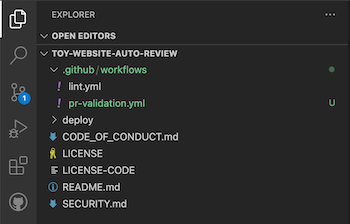 EXPLORER
OPEN EDITORS
TOY-WEBSITE-AUTO-REVIEW
.github / workflows
! lint.yml
! pr-validation.yml U
deploy
CODE_OF_CONDUCT.md
LICENSE
LICENSE-CODE
README.md
1
SECURITY.md